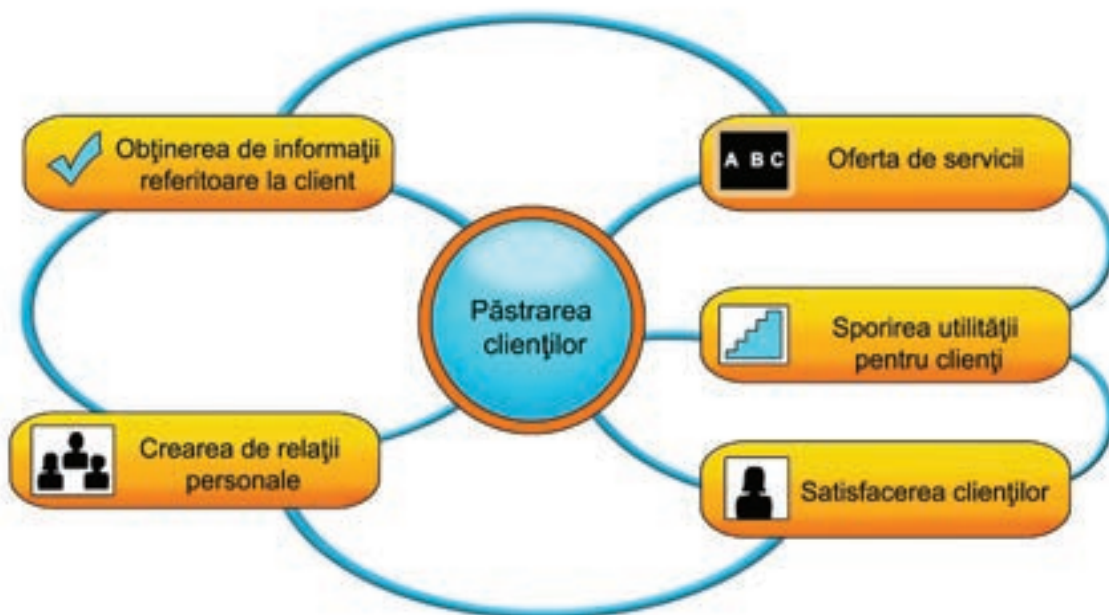 Obţinerea de informaţii
referitoare la client
A B C
Oferta de servicii
Păstrarea
clienţilor
Sporirea utilităţii
pentru clienţi
Crearea de relaţii
personale
Satisfacerea clienţilor